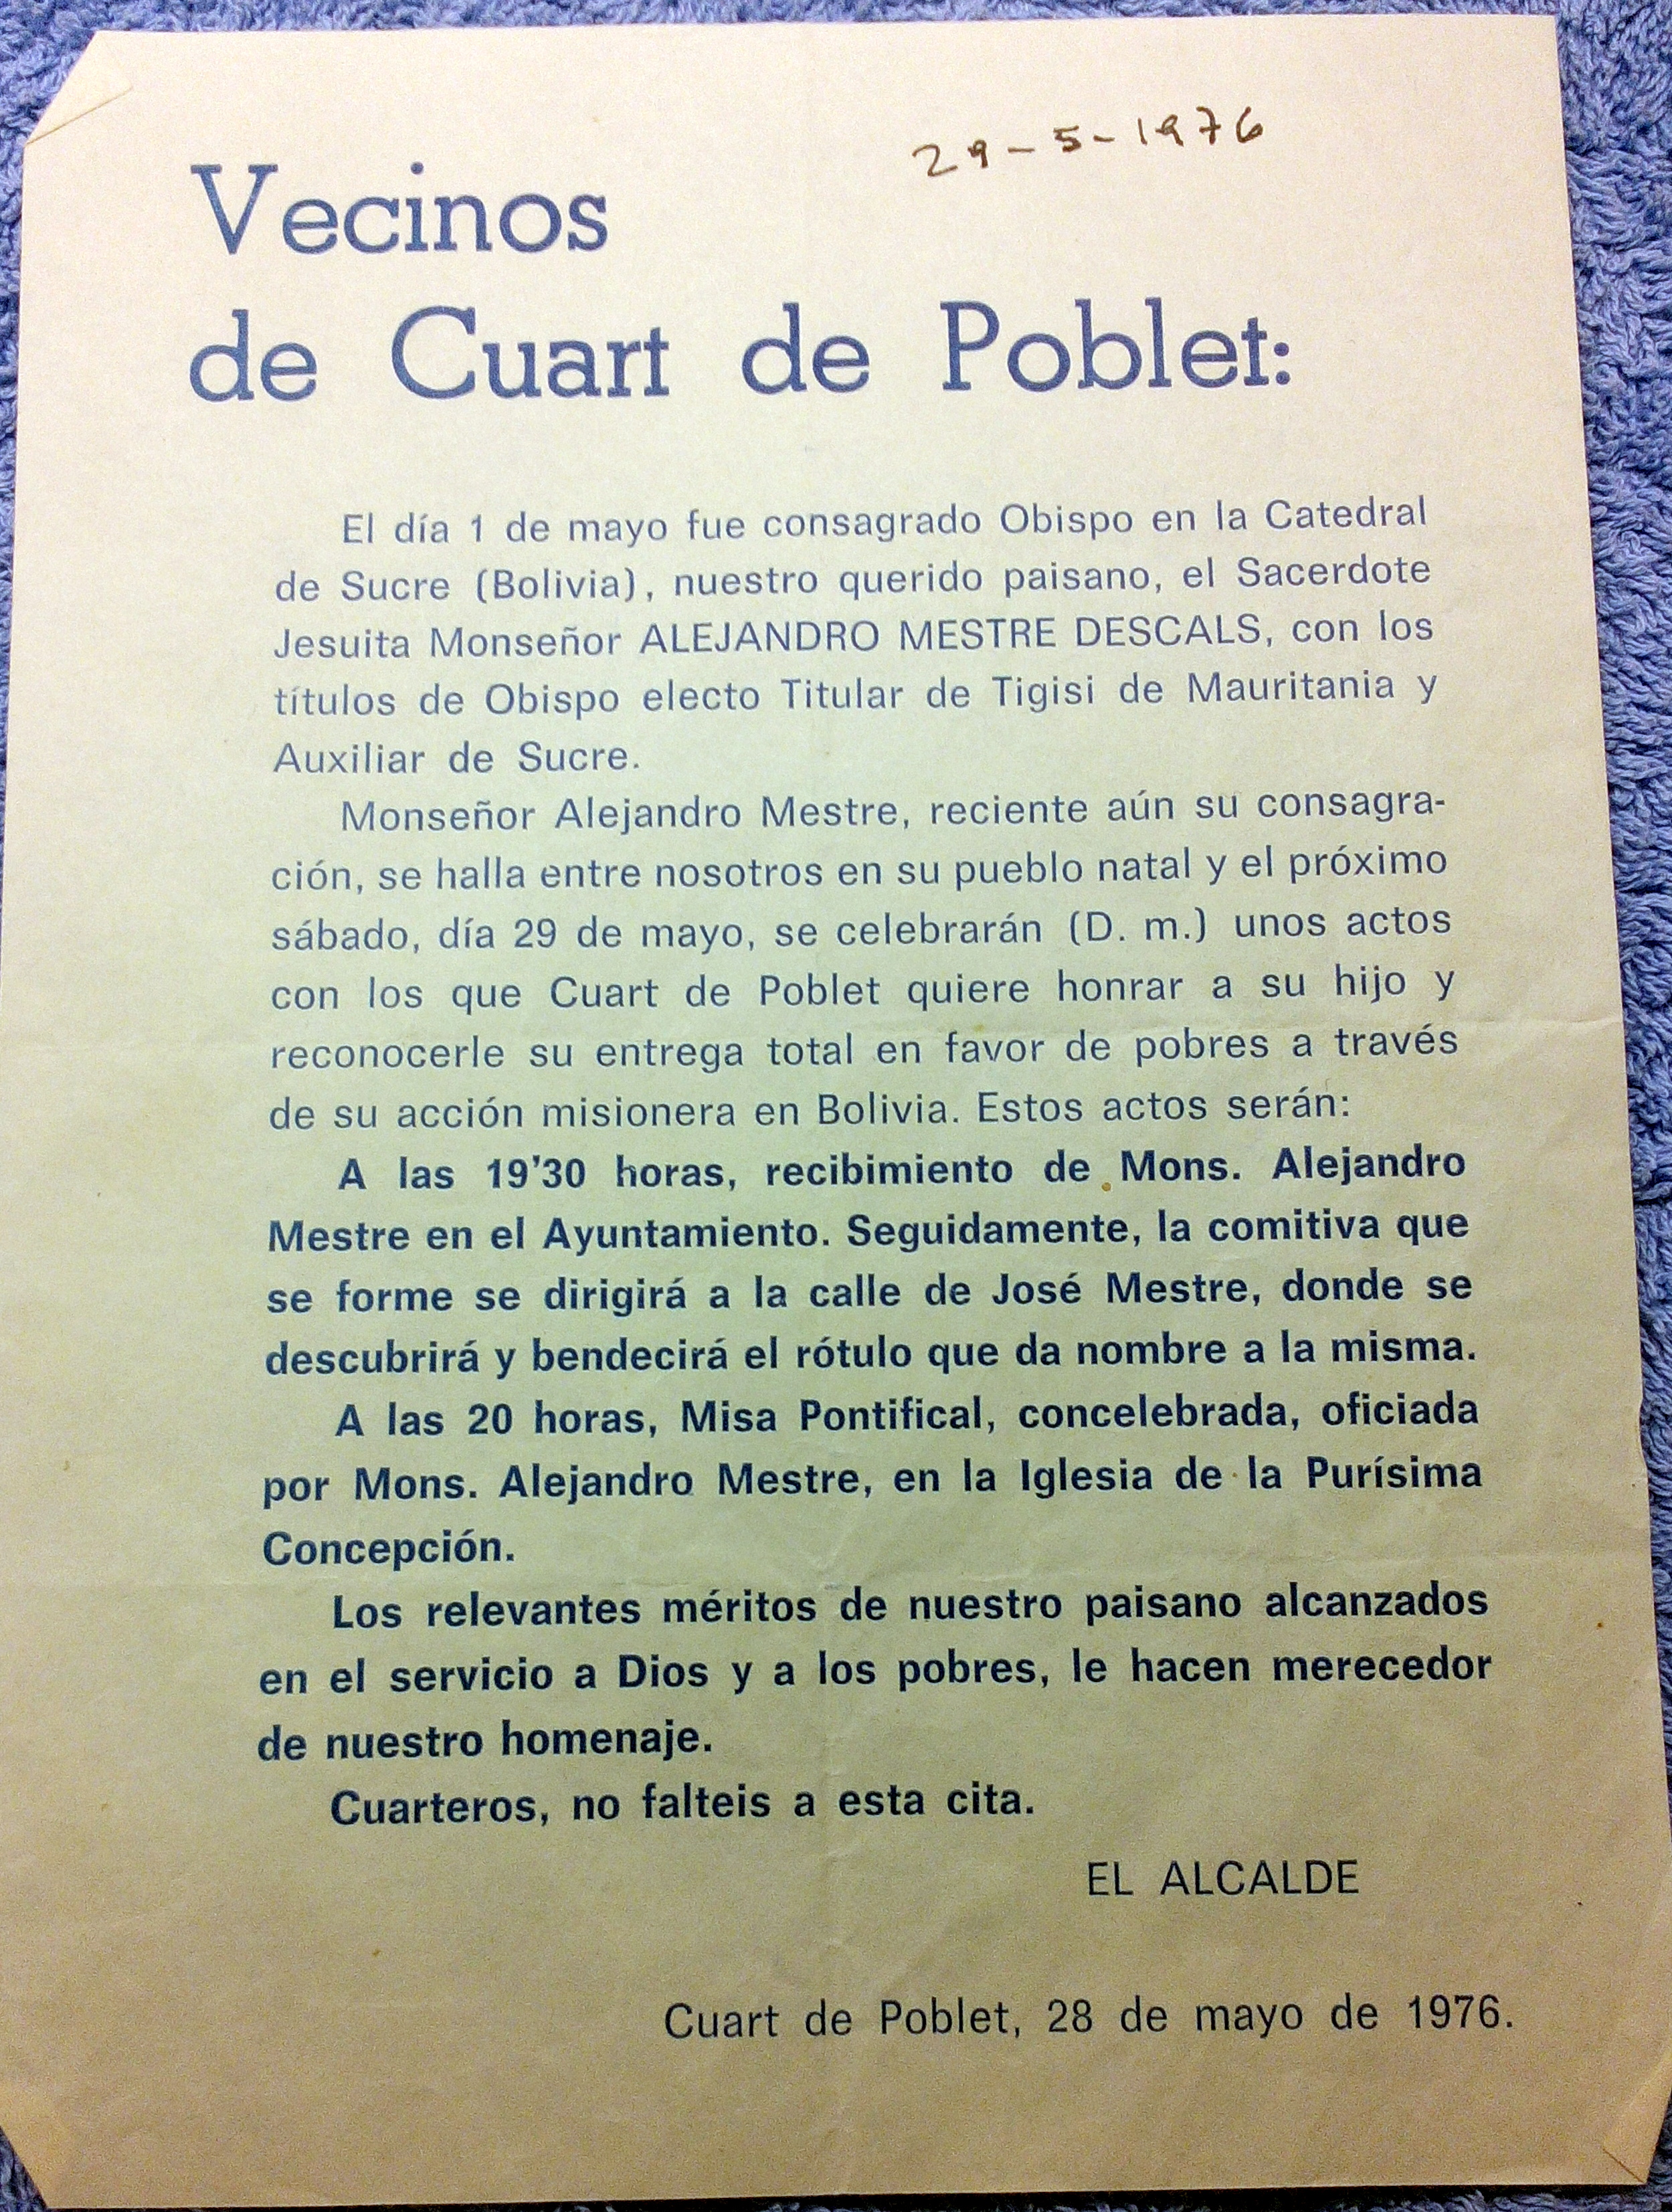 29-5-1976
Vecinos
de Cuart de Poblet:
El día 1 de mayo fue consagrado Obispo en la Catedral
de Sucre (Bolivia), nuestro querido paisano, el Sacerdote
Jesuita Monseñor ALEJANDRO MESTRE DESCALS, con los
títulos de Obispo electo Titular de Tigisi de Mauritania y
Auxiliar de Sucre.
Monseñor Alejandro Mestre, reciente aún su consagra-
ción, se halla entre nosotros en su pueblo natal y el próximo
sábado, día 29 de mayo, se celebrarán (D. m.) unos actos
con los que Cuart de Poblet quiere honrar a su hijo y
reconocerle su entrega total en favor de pobres a través
de su acción misionera en Bolivia. Estos actos serán:
A las 19'30 horas, recibimiento de Mons. Alejandro
Mestre en el Ayuntamiento. Seguidamente, la comitiva que
se forme se dirigirá a la calle de José Mestre, donde se
descubrirá y bendecirá el rótulo que da nombre a la misma.
A las 20 horas, Misa Pontifical, concelebrada, oficiada
por Mons. Alejandro Mestre, en la Iglesia de la Purísima
Concepción.
Los relevantes méritos de nuestro paisano alcanzados
en el servicio a Dios y a los pobres, le hacen merecedor
de nuestro homenaje.
Cuarteros, no falteis a esta cita.
EL ALCALDE
Cuart de Poblet, 28 de mayo de 1976.